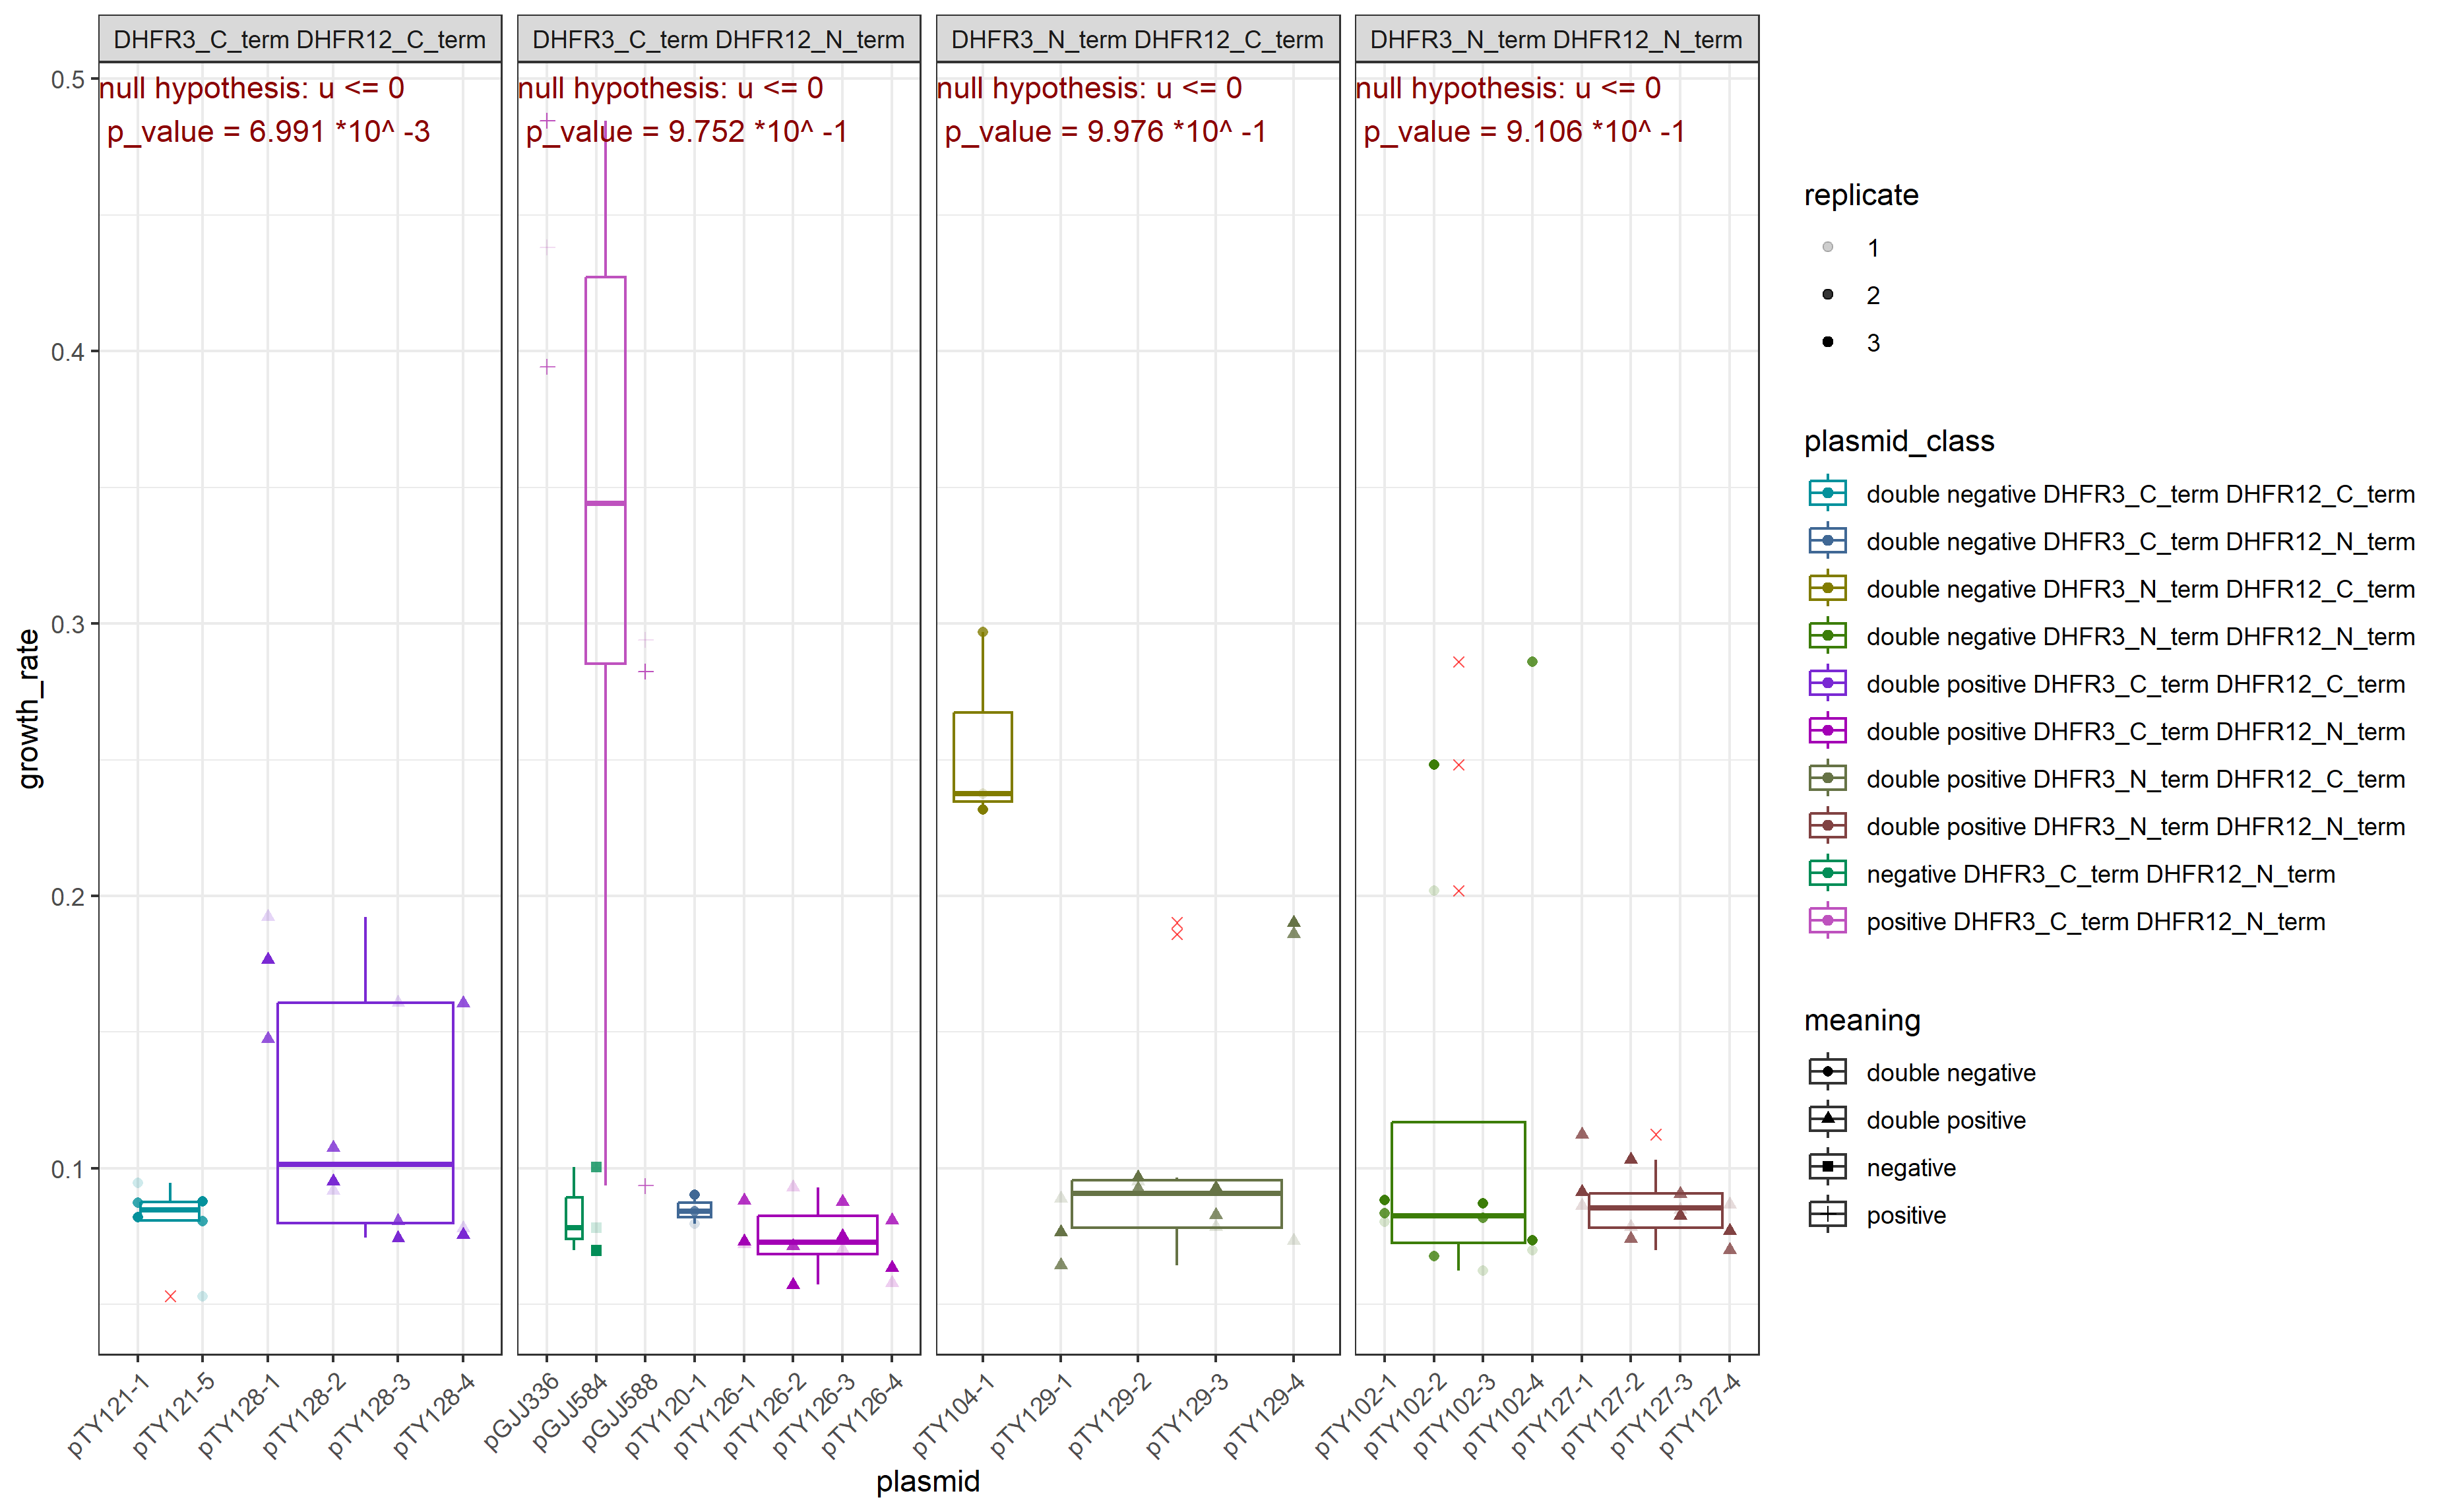 DHFR3_C_term DHFR12_C_term
DHFR3_C_term DHFR12_N_term
DHFR3_N_term DHFR12_C_term
DHFR3_N_term DHFR12_N_term
null hypothesis: u <= 0
p_value = 6.991 *10^ -3
null hypothesis: u <= 0
p_value = 9.752 *10^ -1
null hypothesis: u <= 0
p_value = 9.976 *10^ -1
null hypothesis: u <= 0
p_value = 9.106 *10^ -1
0.5
0.4
0.3
0.2
0.1
growth_rate
pTY121-1
pTY121-5
pTY128-1
pTY128-2
pTY128-3
pTY128-4
pGJJ336
pGJJ584
pGJJ588
pTY120-1
pTY126-1
pTY126-2
pTY126-3
pTY126-4
pTY104-1
pTY129-1
pTY129-2
pTY129-3
pTY129-4
pTY102-1
pTY102-2
pTY102-3
pTY102-4
pTY127-1
pTY127-2
pTY127-3
pTY127-4
plasmid
replicate
1
2
3
plasmid_class
double negative DHFR3_C_term DHFR12_C_term
double negative DHFR3_C_term DHFR12_N_term
double negative DHFR3_N_term DHFR12_C_term
double negative DHFR3_N_term DHFR12_N_term
double positive DHFR3_C_term DHFR12_C_term
double positive DHFR3_C_term DHFR12_N_term
double positive DHFR3_N_term DHFR12_C_term
double positive DHFR3_N_term DHFR12_N_term
negative DHFR3_C_term DHFR12_N_term
positive DHFR3_C_term DHFR12_N_term
meaning
double negative
double positive
negative
positive